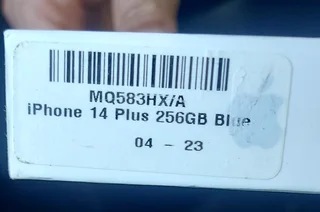 MQ583HX/A
iPhone 14 Plus 256GB Blue
04 - 23